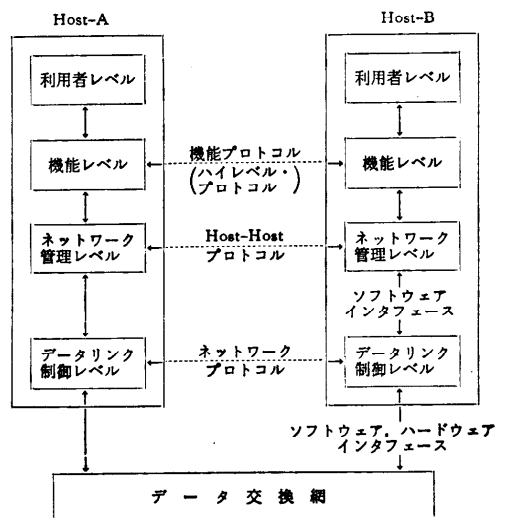 Host-A
Host-B
利用者レベル
利用者レベル
機能レベル
機能プロトコル
(ハイレベル・
プロトコル)
機能レベル
ネットワーク
管理レベル
Host-Host
プロトコル
ネットワーク
管理レベル
ソフトウェア
インタフェース
データリンク
制御レベル
ネットワーク
プロトコル
データリンク
制御レベル
ソフトウェア，ハードウェア
インタフェース
データ交換網